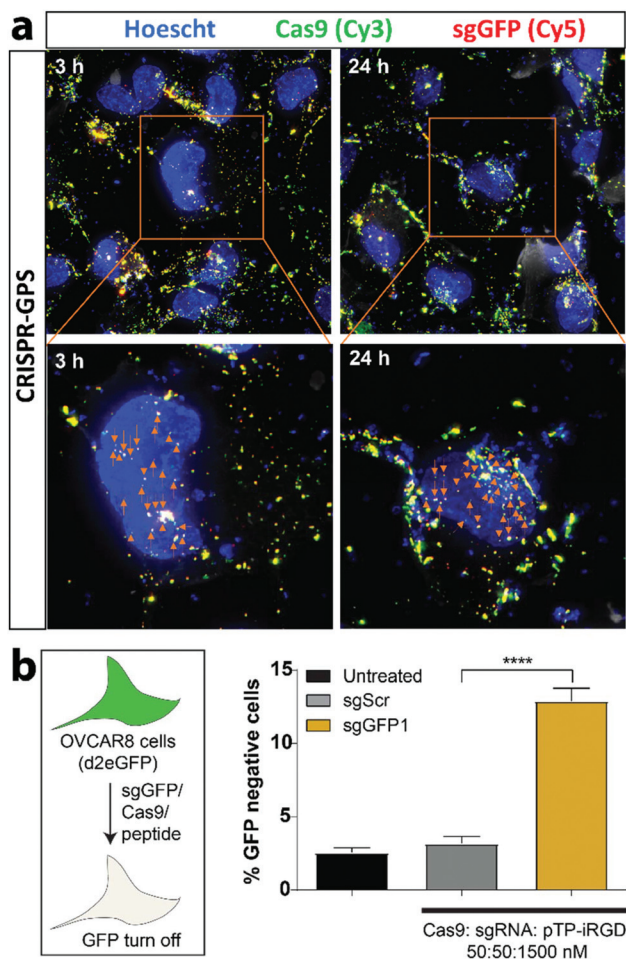 a
Hoescht Cas9 (Cy3) sgGFP (Cy5)
3 h
24 h
CRISPR-GPS
3 h
24 h
b
OVCAR8 cells
(d2eGFP)
sgGFP/
Cas9/
peptide
GFP turn off
% GFP negative cells
15
10
5
0
Untreated
sgScr
sgGFP1
****
Cas9: sgRNA: pTP-iRGD
50:50:1500 nM